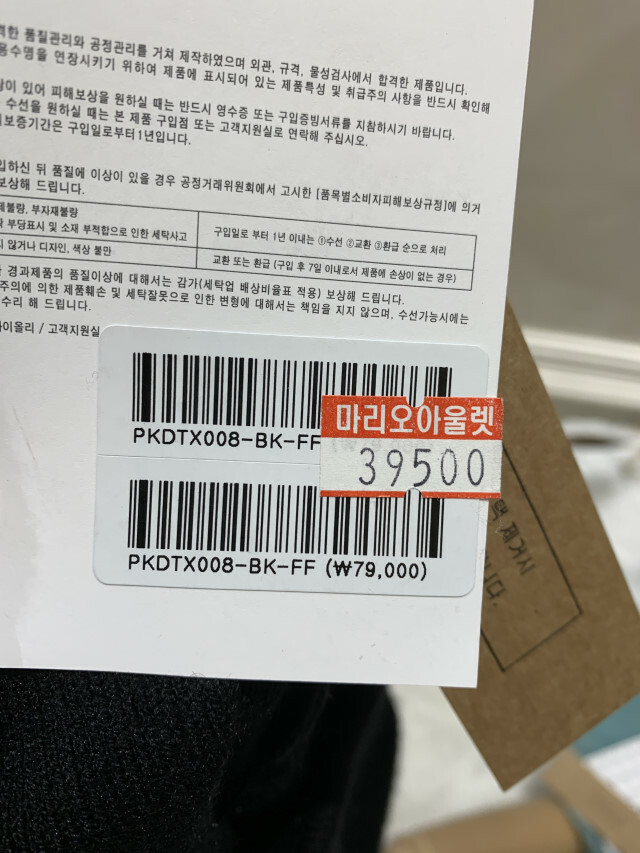 격한 품질관리와 공정관리를 거쳐 제작하였으며 외관, 규격, 물성검사에서 합격한 제품입니다.
용수명을 연장시키기 위하여 제품에 표시되어 있는 제품특성 및 취급주의 사항을 반드시 확인해
상이 있어 피해보상을 원하실 때는 반드시 영수증 또는 구입증빙서류를 지참하시기 바랍니다.
수선을 원하실 때는 본 제품 구입점 또는 고객지원실로 연락해 주십시오.
보증기간은 구입일로부터 1년입니다.
입하신 뒤 품질에 이상이 있을 경우 공정거래위원회에서 고시한 [품목별소비자피해보상규정]에 의거
보상해 드립니다.
제불량, 부자재불량
부당표시 및 소재 부적합으로 인한 세탁사고
구입일로 부터 1년 이내는 ①수선 ②교환 ③환급 순으로 처리
지 않거나 디자인, 색상 불만
교환 또는 환급 (구입 후 7일 이내로서 제품에 손상이 없는 경우)
경과제품의 품질이상에 대해서는 감가(세탁업 배상비율표 적용) 보상해 드립니다.
주의에 의한 제품훼손 및 세탁잘못으로 인한 변형에 대해서는 책임을 지지 않으며, 수선가능시에는
수리 해 드립니다.
아이올리 / 고객지원실
PKDTX008-BK-FF
마리오아울렛
39500
PKDTX008-BK-FF (₩79,000)
택 제거시
니다.